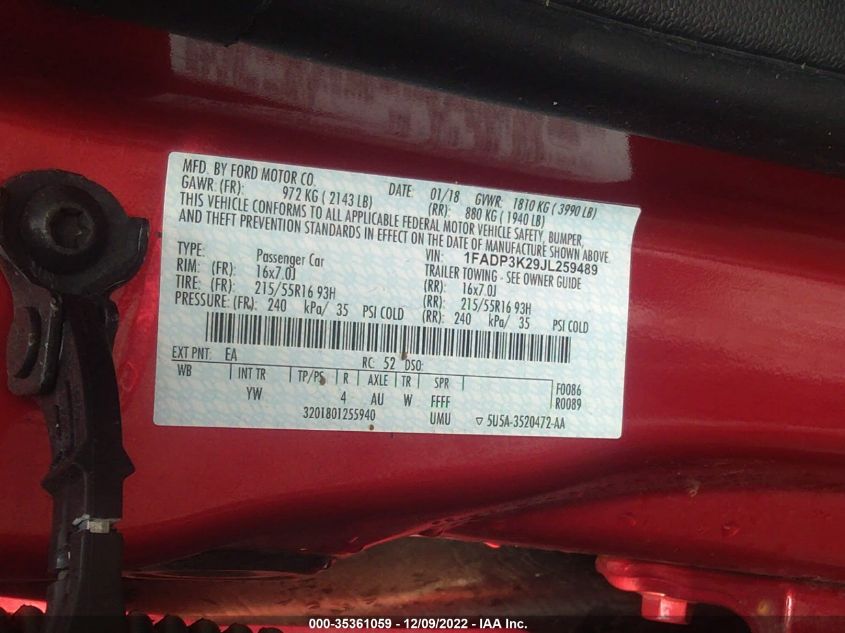 MFD. BY FORD MOTOR CO. DATE: 01/18 GVWR: 1810 KG ( 3990 LB)
GAWR: (FR): 972 KG ( 2143 LB) (RR): 880 KG ( 1940 LB)
THIS VEHICLE CONFORMS TO ALL APPLICABLE FEDERAL MOTOR VEHICLE SAFETY, BUMPER,
AND THEFT PREVENTION STANDARDS IN EFFECT ON THE DATE OF MANUFACTURE SHOWN ABOVE.
VIN: 1FADP3K29JL259489
TYPE: Passenger Car TRAILER TOWING - SEE OWNER GUIDE
RIM: (FR) 16x7.0J (RR): 16x7.0J
TIRE: (FR): 215/55R16 93H (RR): 215/55R16 93H
PRESSURE: (FR): 240 kPa/ 35 PSI COLD (RR): 240 kPa/ 35 PSI COLD
EXT PNT: EA RC: 52 DSO:
WB INT TR TP/PS R AXLE TR SPR F0086
YW 4 AU W FFFF R0089
3201801255940 UMU ▽ 5U5A-3520472-AA
000-35361059 - 12/09/2022 - IAA Inc.